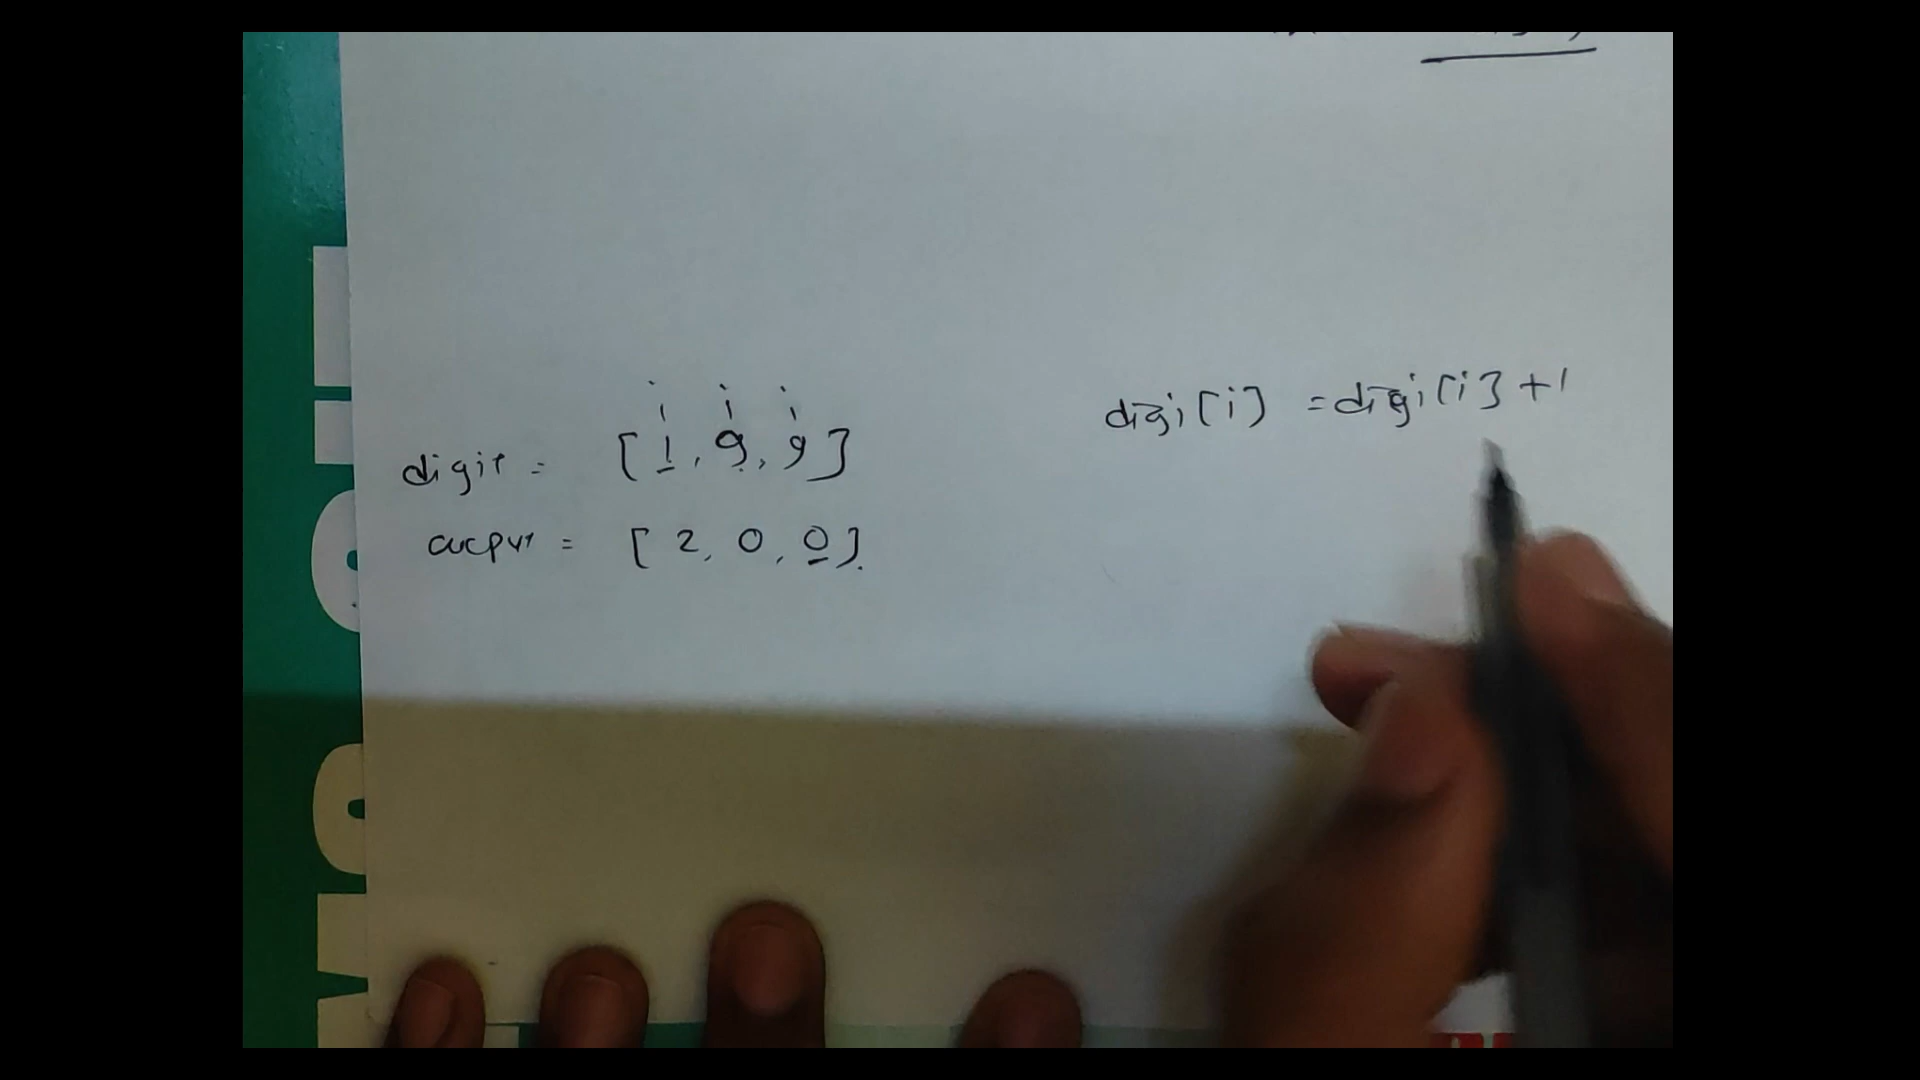 i i i
digit = [1, 9, 9]
digi[i] = digi[i] + 1
output = [2, 0, 0].